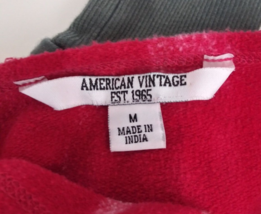 AMERICAN VINTAGE
EST. 1965
M
MADE IN
INDIA